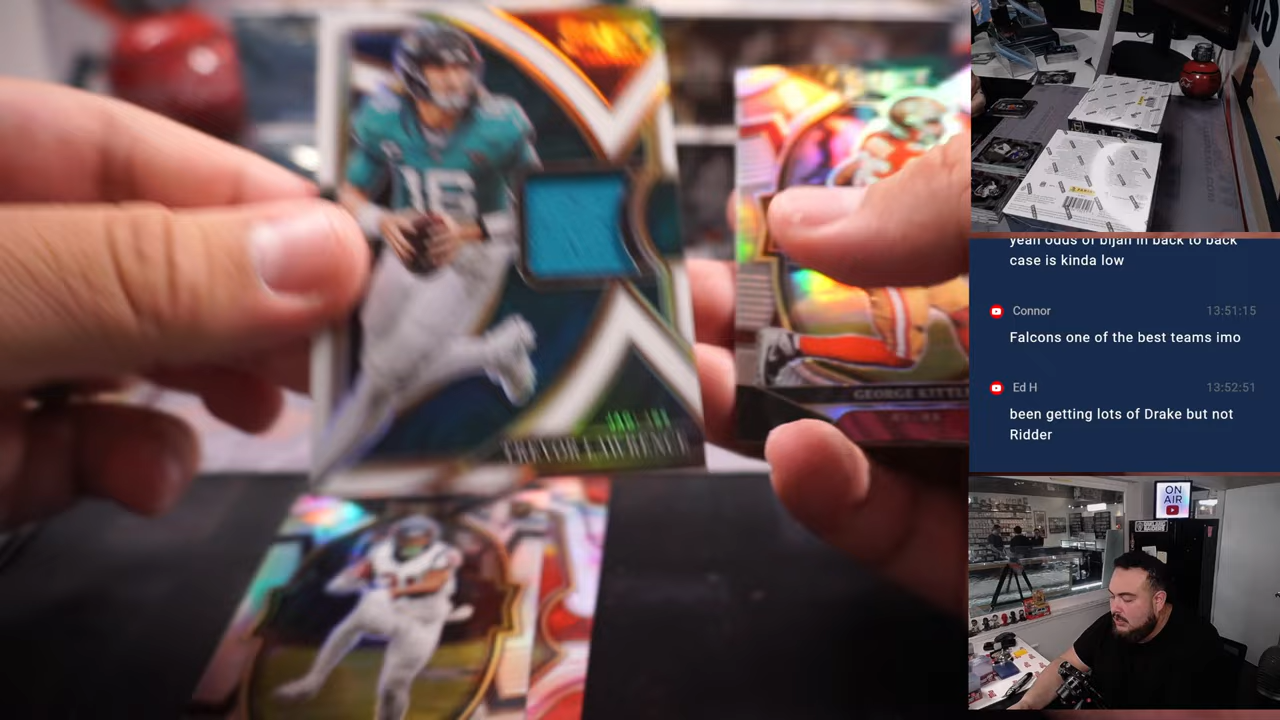 16
TREVOR LAWRENCE
GEORGE KITTLE
yeah odds of bijan in back to back
case is kinda low
Connor
13:51:15
Falcons one of the best teams imo
Ed H
13:52:51
been getting lots of Drake but not
Ridder
ON
AIR